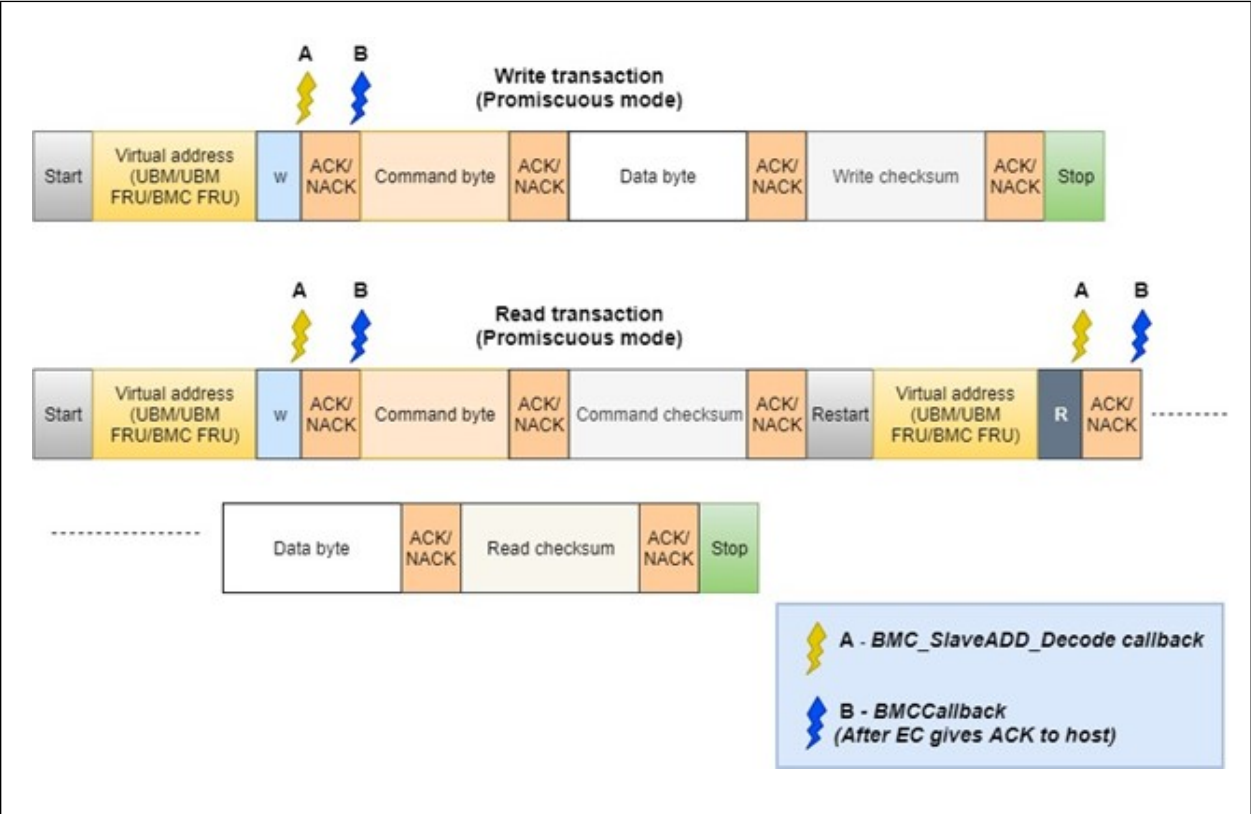 A B
Write transaction
(Promiscuous mode)
Start
Virtual address
(UBM/UBM
FRU/BMC FRU)
w
ACK/
NACK
Command byte
ACK/
NACK
Data byte
ACK/
NACK
Write checksum
ACK/
NACK
Stop
A B
Read transaction
(Promiscuous mode)
A B
Start
Virtual address
(UBM/UBM
FRU/BMC FRU)
w
ACK/
NACK
Command byte
ACK/
NACK
Command checksum
ACK/
NACK
Restart
Virtual address
(UBM/UBM
FRU/BMC FRU)
R
ACK/
NACK
Data byte
ACK/
NACK
Read checksum
ACK/
NACK
Stop
A - BMC_SlaveADD_Decode callback
B - BMCCallback
(After EC gives ACK to host)